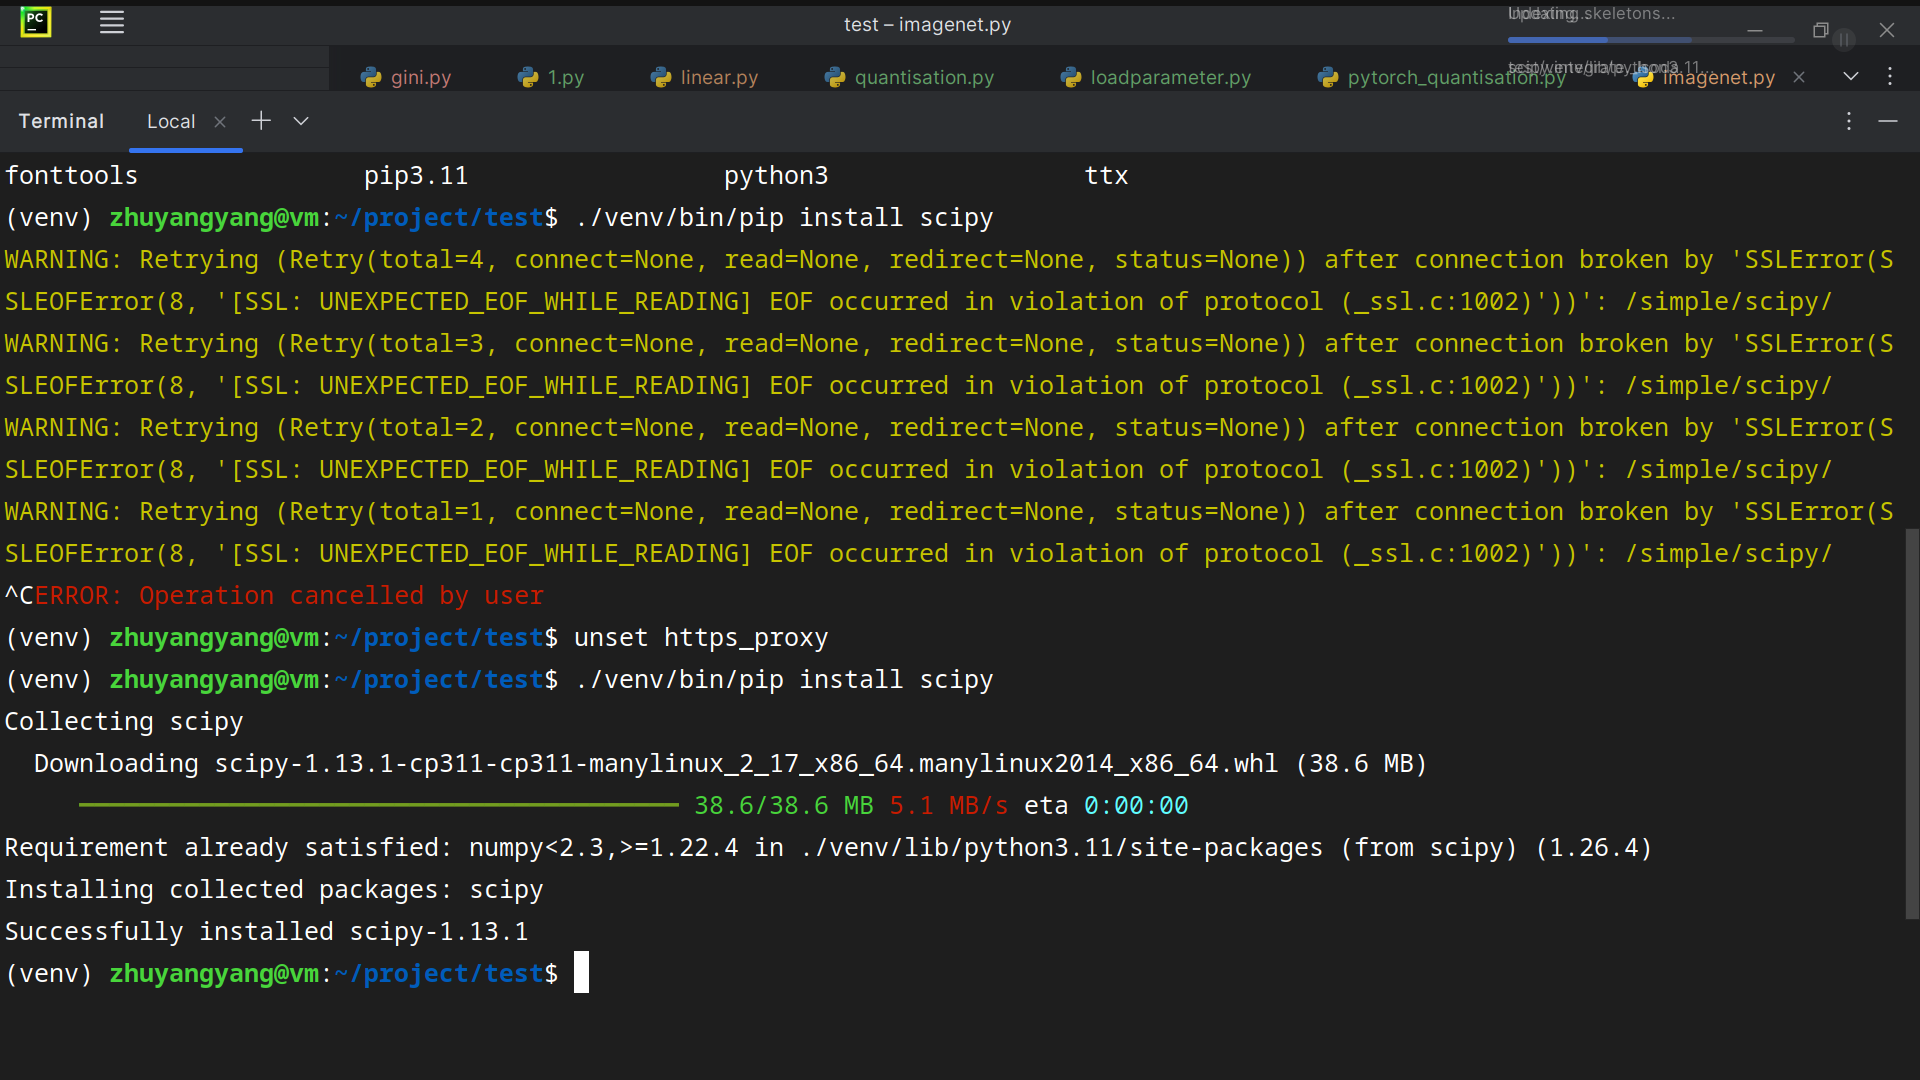 PC
test – imagenet.py
gini.py
1.py
linear.py
quantisation.py
loadparameter.py
pytorch_quantisation.py
imagenet.py
Terminal
Local
fonttools pip3.11 python3 ttx
(venv) zhuyangyang@vm:~/project/test$ ./venv/bin/pip install scipy
WARNING: Retrying (Retry(total=4, connect=None, read=None, redirect=None, status=None)) after connection broken by 'SSLError(S
SLEOFError(8, '[SSL: UNEXPECTED_EOF_WHILE_READING] EOF occurred in violation of protocol (_ssl.c:1002)'))': /simple/scipy/
WARNING: Retrying (Retry(total=3, connect=None, read=None, redirect=None, status=None)) after connection broken by 'SSLError(S
SLEOFError(8, '[SSL: UNEXPECTED_EOF_WHILE_READING] EOF occurred in violation of protocol (_ssl.c:1002)'))': /simple/scipy/
WARNING: Retrying (Retry(total=2, connect=None, read=None, redirect=None, status=None)) after connection broken by 'SSLError(S
SLEOFError(8, '[SSL: UNEXPECTED_EOF_WHILE_READING] EOF occurred in violation of protocol (_ssl.c:1002)'))': /simple/scipy/
WARNING: Retrying (Retry(total=1, connect=None, read=None, redirect=None, status=None)) after connection broken by 'SSLError(S
SLEOFError(8, '[SSL: UNEXPECTED_EOF_WHILE_READING] EOF occurred in violation of protocol (_ssl.c:1002)'))': /simple/scipy/
^CERROR: Operation cancelled by user
(venv) zhuyangyang@vm:~/project/test$ unset https_proxy
(venv) zhuyangyang@vm:~/project/test$ ./venv/bin/pip install scipy
Collecting scipy
  Downloading scipy-1.13.1-cp311-cp311-manylinux_2_17_x86_64.manylinux2014_x86_64.whl (38.6 MB)
38.6/38.6 MB 5.1 MB/s eta 0:00:00
Requirement already satisfied: numpy<2.3,>=1.22.4 in ./venv/lib/python3.11/site-packages (from scipy) (1.26.4)
Installing collected packages: scipy
Successfully installed scipy-1.13.1
(venv) zhuyangyang@vm:~/project/test$